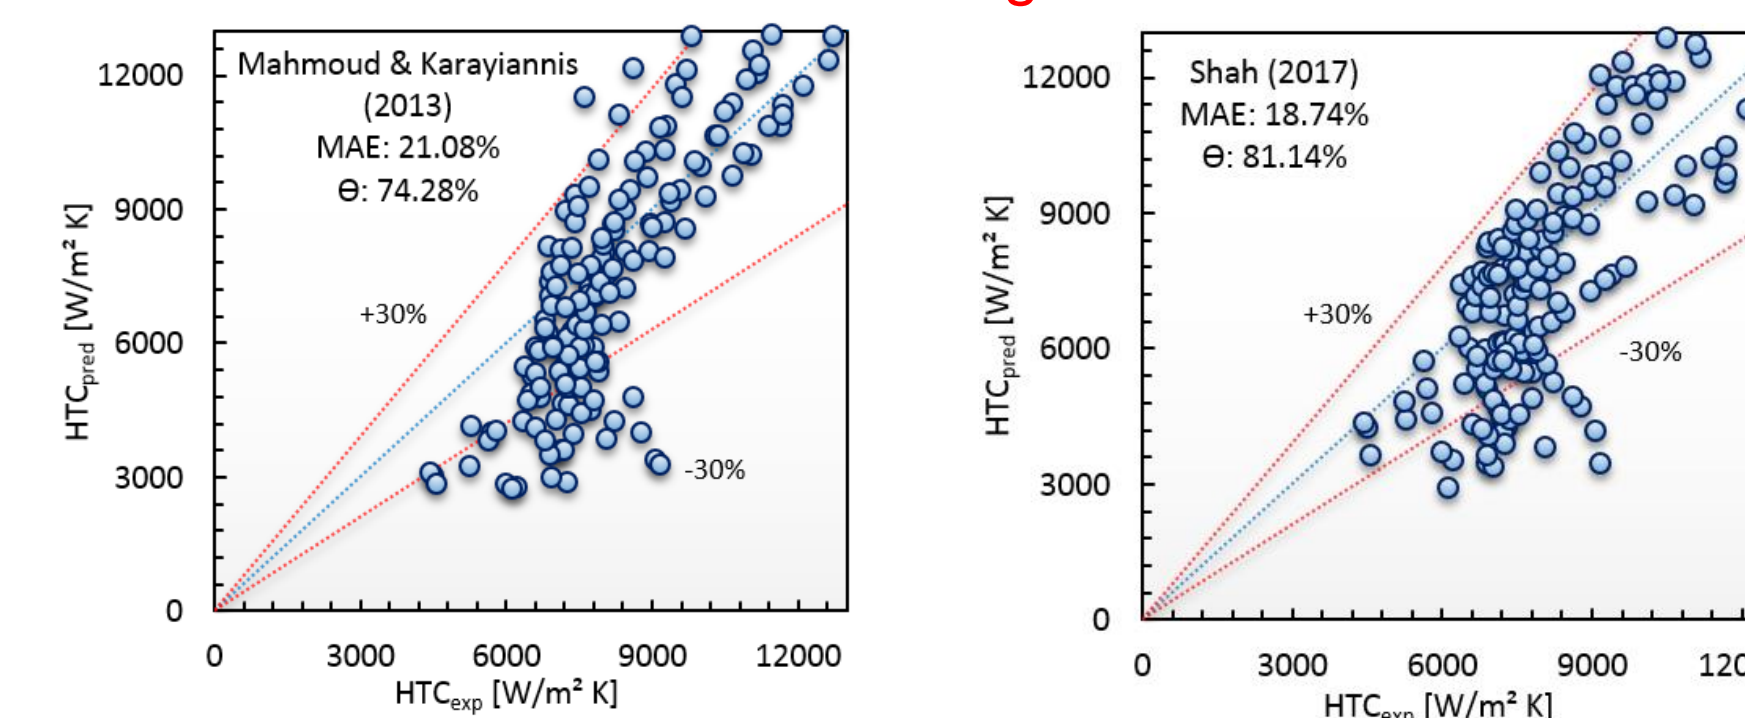 Mahmoud & Karayiannis
(2013)
MAE: 21.08%
Ɵ: 74.28%
+30%
-30%
12000
9000
6000
3000
0
HTCpred [W/m² K]
0 3000 6000 9000 12000
HTCexp [W/m² K]
Shah (2017)
MAE: 18.74%
Ɵ: 81.14%
+30%
-30%
12000
9000
6000
3000
0
HTCpred [W/m² K]
0 3000 6000 9000
HTCexp [W/m² K]